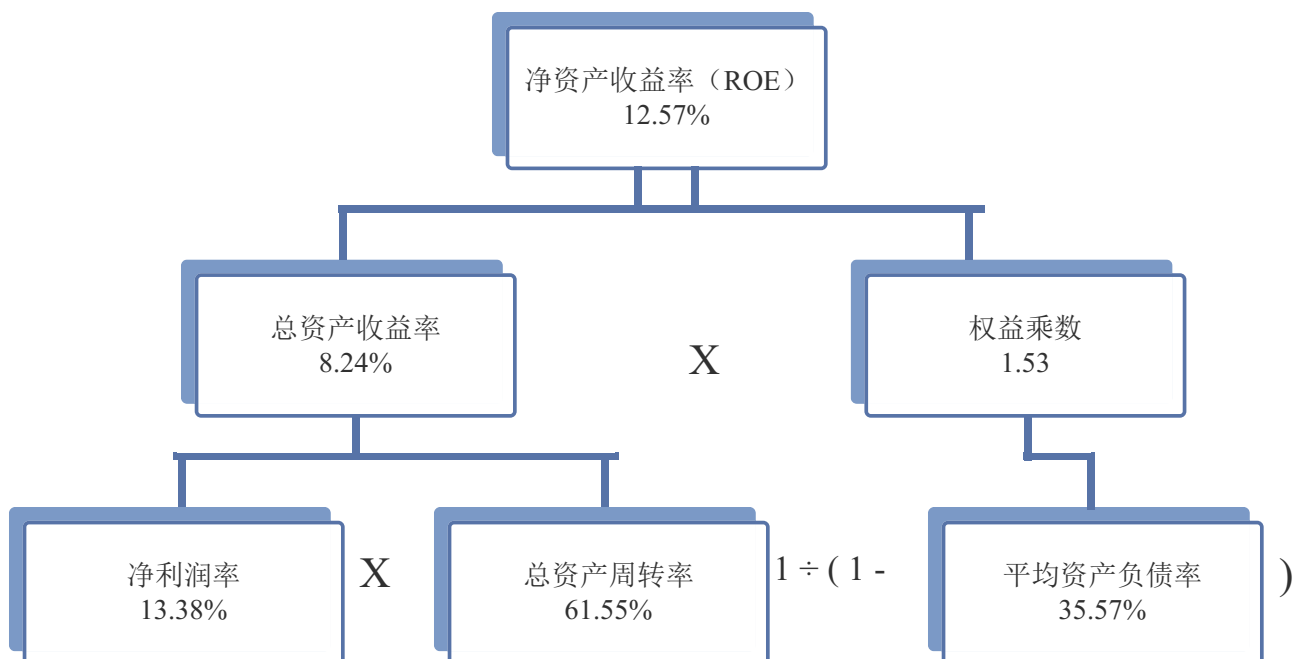 净资产收益率（ROE）
12.57%
总资产收益率
8.24%
X
权益乘数
1.53
净利润率
13.38%
X
总资产周转率
61.55%
1 ÷ ( 1 -
平均资产负债率
35.57%
)